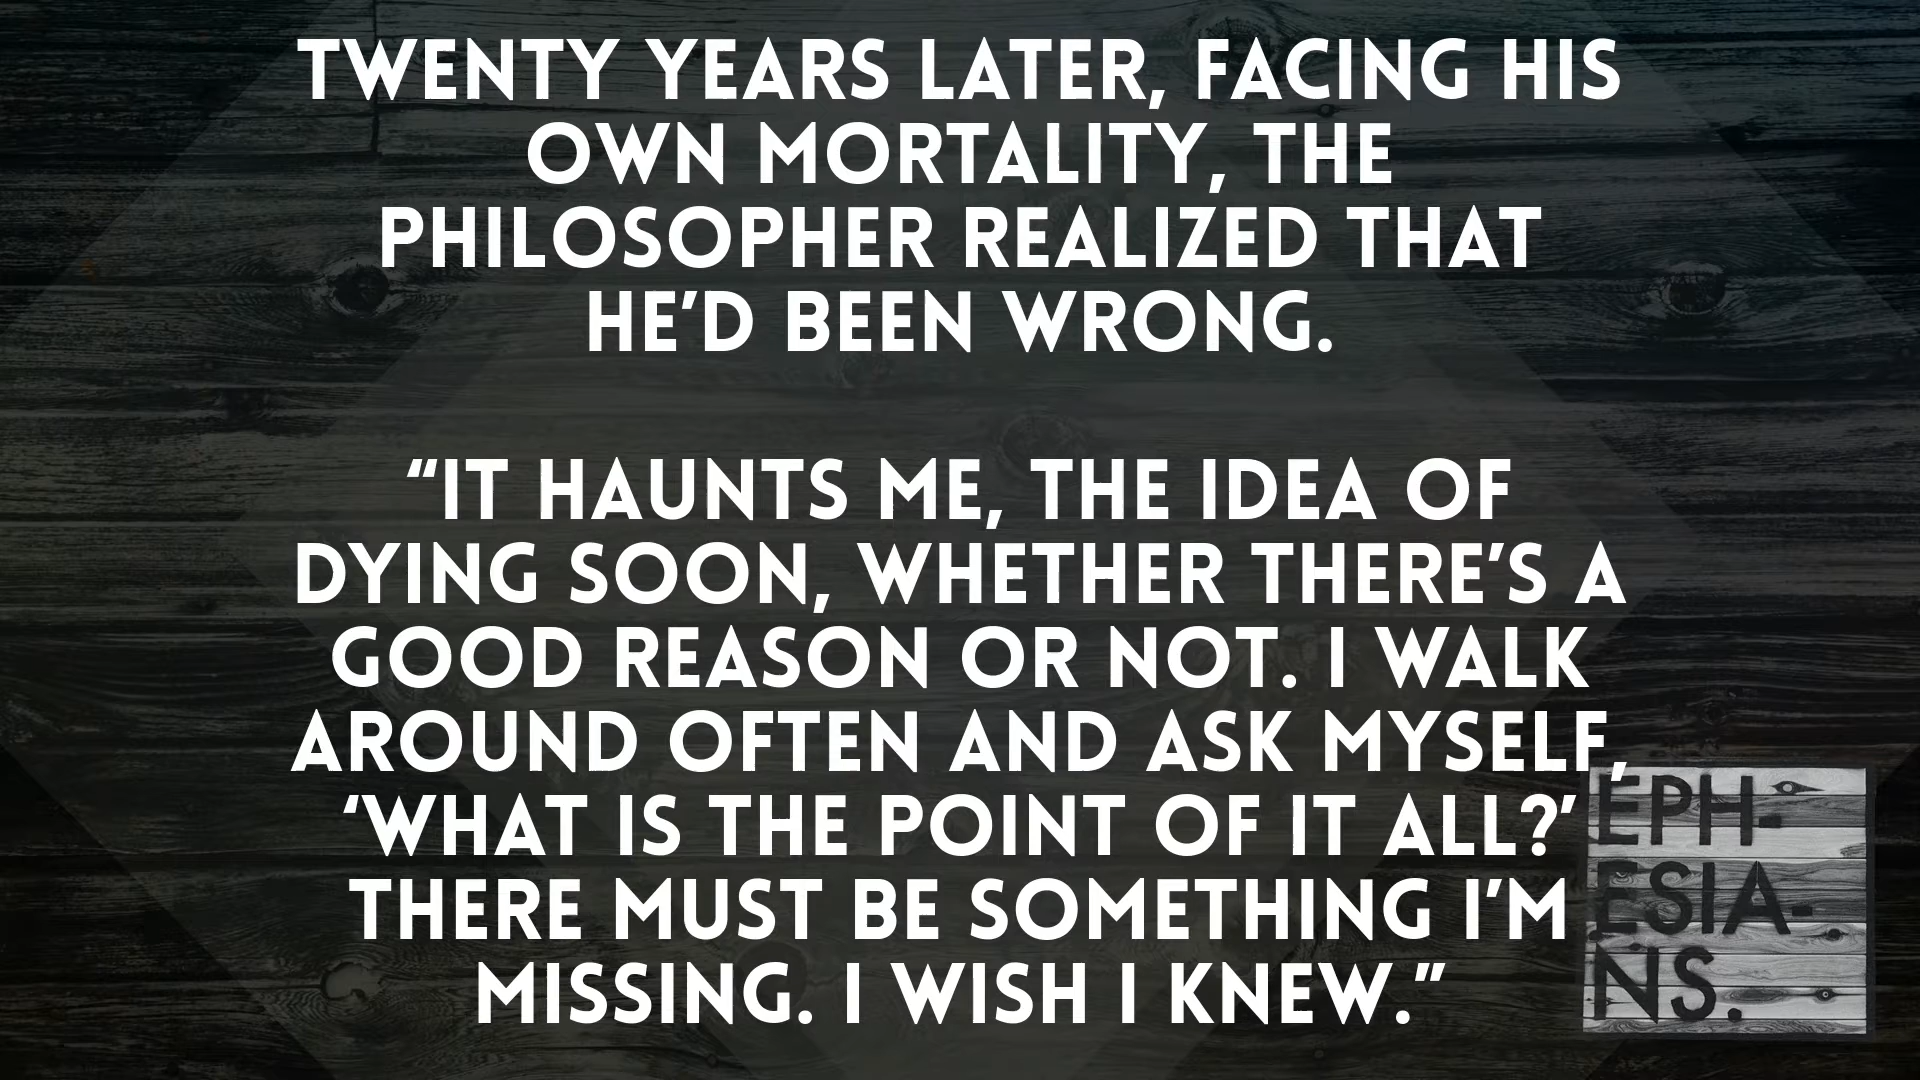 TWENTY YEARS LATER, FACING HIS
OWN MORTALITY, THE
PHILOSOPHER REALIZED THAT
HE’D BEEN WRONG.
“IT HAUNTS ME, THE IDEA OF
DYING SOON, WHETHER THERE’S A
GOOD REASON OR NOT. I WALK
AROUND OFTEN AND ASK MYSELF,
‘WHAT IS THE POINT OF IT ALL?’
THERE MUST BE SOMETHING I’M
MISSING. I WISH I KNEW.”
EPH-
ESIA-
NS.